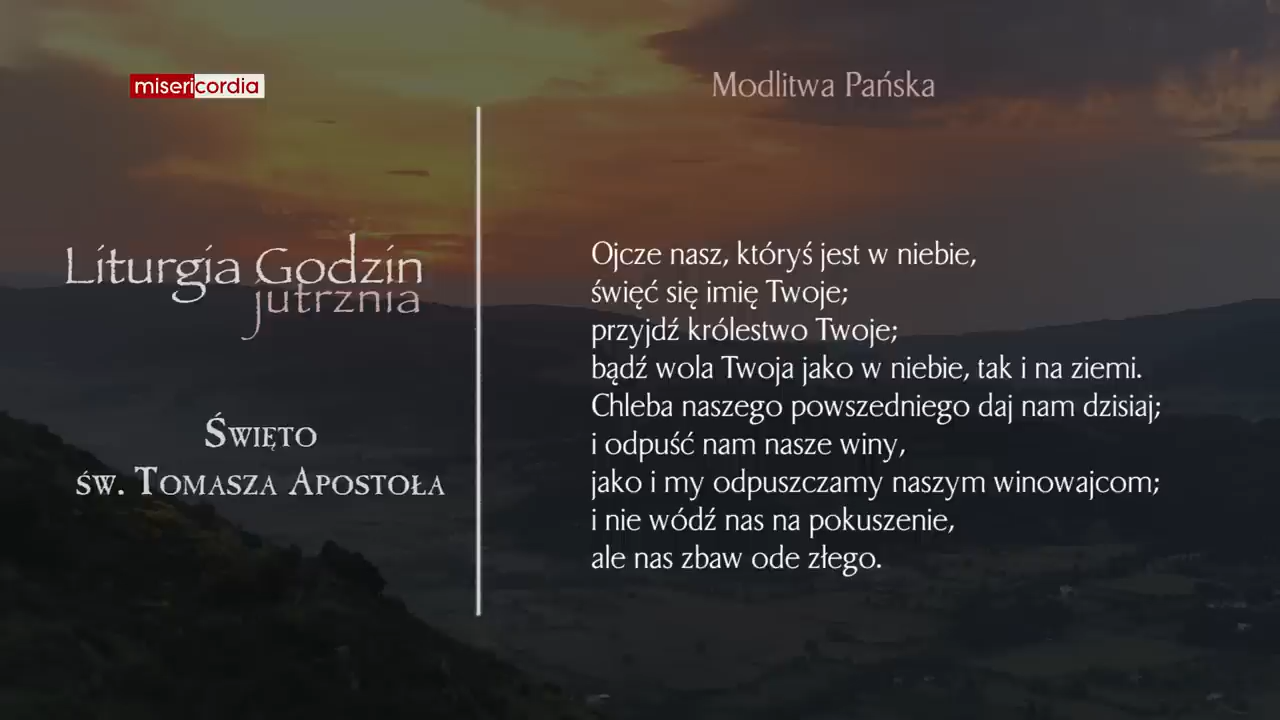 misericordia
Liturgia Godzin
jutrznia
Święto
św. Tomasza Apostoła
Modlitwa Pańska
Ojcze nasz, któryś jest w niebie,
święć się imię Twoje;
przyjdź królestwo Twoje;
bądź wola Twoja jako w niebie, tak i na ziemi.
Chleba naszego powszedniego daj nam dzisiaj;
i odpuść nam nasze winy,
jako i my odpuszczamy naszym winowajcom;
i nie wódź nas na pokuszenie,
ale nas zbaw ode złego.